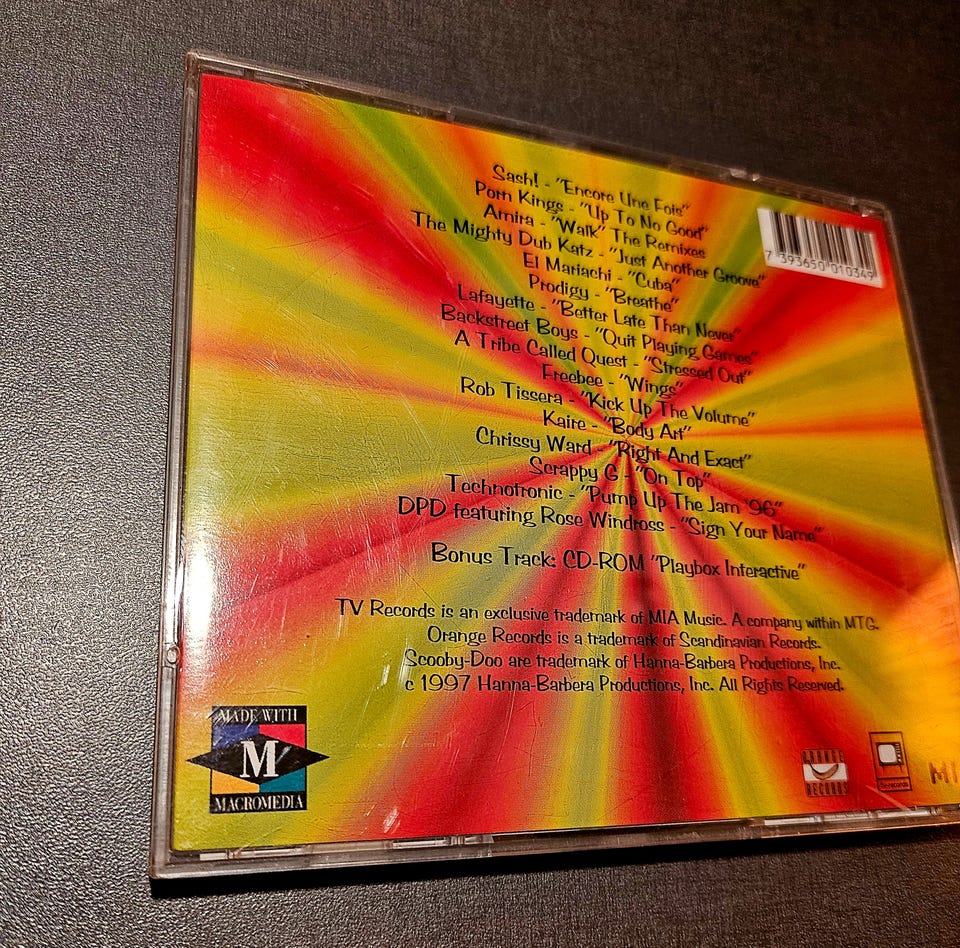 Sash! - "Encore Une Fois"
Porn Kings - "Up To No Good"
Amira - "Walk" The Remixes
The Mighty Dub Katz - "Just Another Groove"
El Mariachi - "Cuba"
Prodigy - "Breathe"
Lafayette - "Better Late Than Never"
Backstreet Boys - "Quit Playing Games"
A Tribe Called Quest - "Stressed Out"
Freebee - "Wings"
Rob Tissera - "Kick Up The Volume"
Kaire - "Body Art"
Chrissy Ward - "Right And Exact"
Scrappy G - "On Top"
Technotronic - "Pump Up The Jam '96"
DPD featuring Rose Windross - "Sign Your Name"
Bonus Track: CD-ROM "Playbox Interactive"
TV Records is an exclusive trademark of MIA Music. A company within MTG.
Orange Records is a trademark of Scandinavian Records.
Scooby-Doo are trademark of Hanna-Barbera Productions, Inc.
c 1997 Hanna-Barbera Productions, Inc. All Rights Reserved.
7 393650 010349
MADE WITH
M
MACROMEDIA
ORANGE
RECORDS
MI